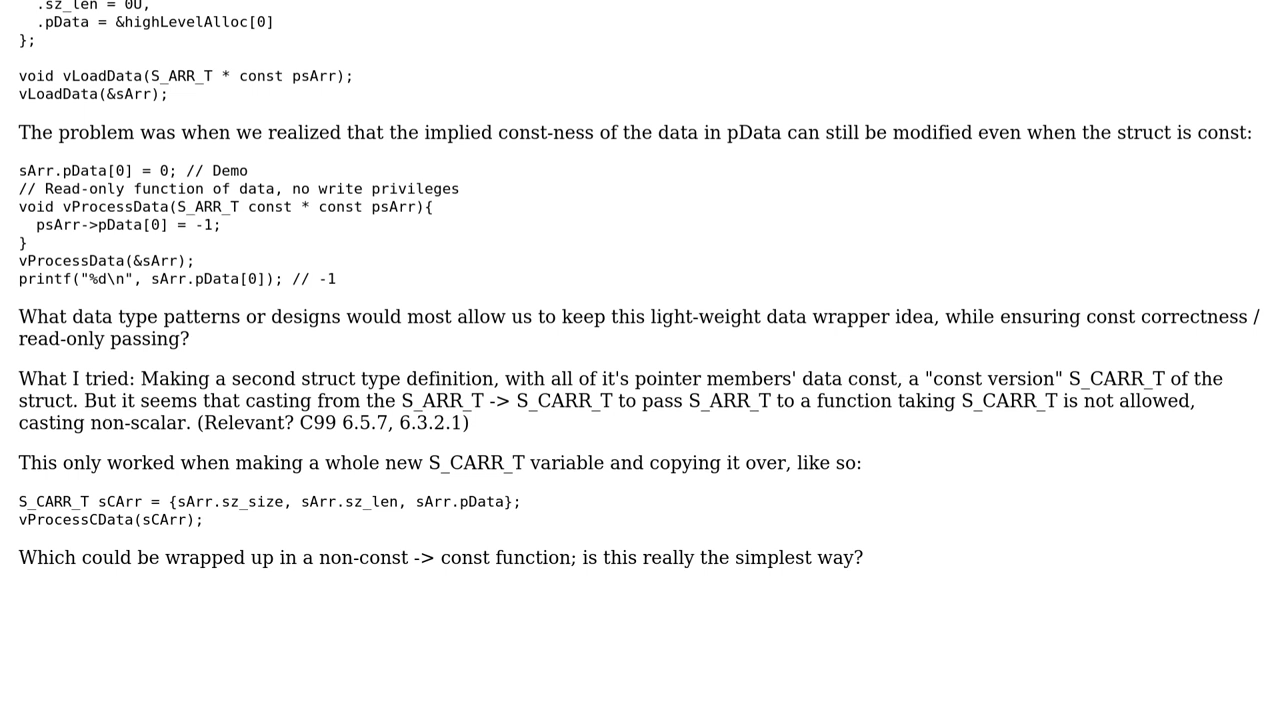 .sz_len = 0U,
.pData = &highLevelAlloc[0]
};
void vLoadData(S_ARR_T * const psArr);
vLoadData(&sArr);
The problem was when we realized that the implied const-ness of the data in pData can still be modified even when the struct is const:
sArr.pData[0] = 0; // Demo
// Read-only function of data, no write privileges
void vProcessData(S_ARR_T const * const psArr){
psArr->pData[0] = -1;
}
vProcessData(&sArr);
printf("%d\n", sArr.pData[0]); // -1
What data type patterns or designs would most allow us to keep this light-weight data wrapper idea, while ensuring const correctness /
read-only passing?
What I tried: Making a second struct type definition, with all of it's pointer members' data const, a "const version" S_CARR_T of the
struct. But it seems that casting from the S_ARR_T -> S_CARR_T to pass S_ARR_T to a function taking S_CARR_T is not allowed,
casting non-scalar. (Relevant? C99 6.5.7, 6.3.2.1)
This only worked when making a whole new S_CARR_T variable and copying it over, like so:
S_CARR_T sCArr = {sArr.sz_size, sArr.sz_len, sArr.pData};
vProcessCData(sCArr);
Which could be wrapped up in a non-const -> const function; is this really the simplest way?